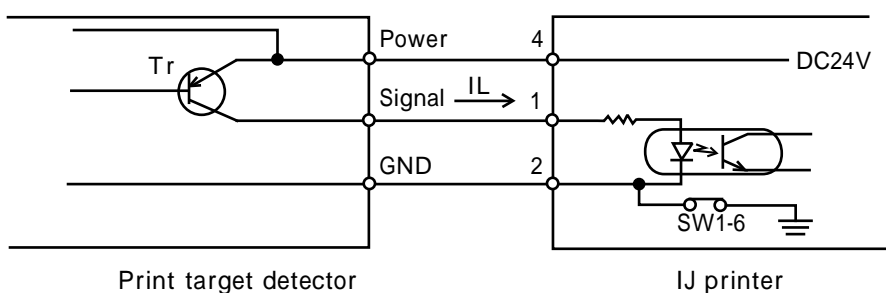 Power 4
Tr
DC24V
Signal IL 1
GND 2
SW1-6
Print target detector
IJ printer